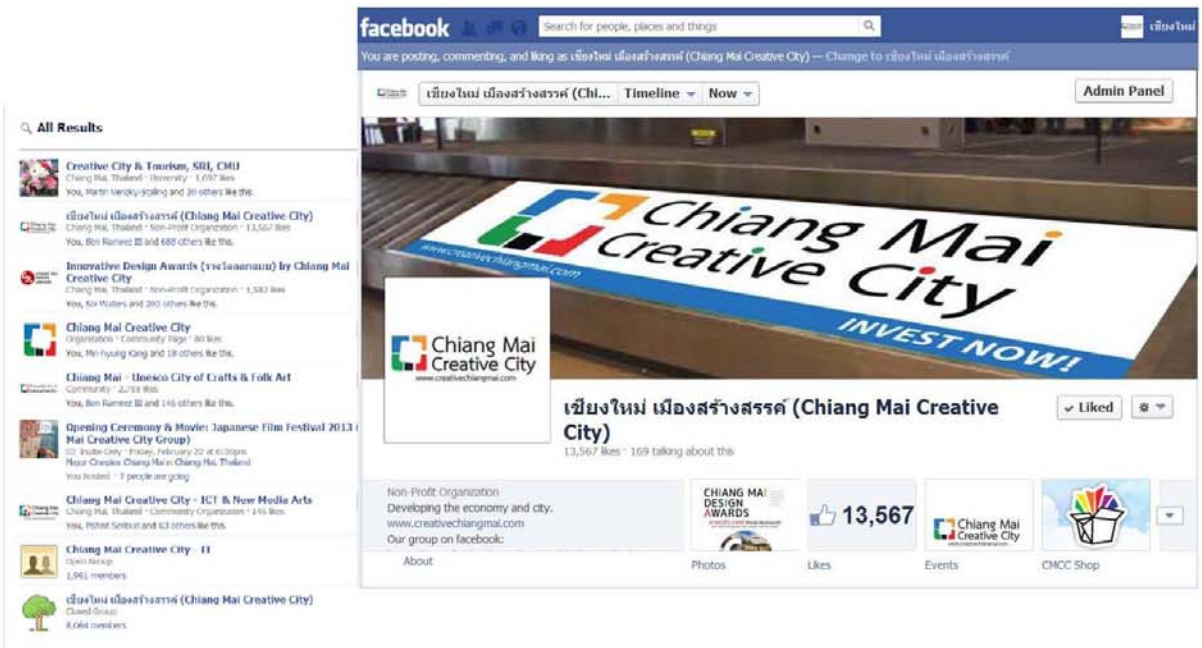 All Results
Creative City & Tourism, SRI, CMU
Chiang Mai, Thailand · University · 1,697 likes
You, Martin Venzky-Stalling and 20 others like this.
เชียงใหม่ เมืองสร้างสรรค์ (Chiang Mai Creative City)
Chiang Mai, Thailand · Non-Profit Organization · 13,567 likes
You, Ben Ramirez III and 688 others like this.
Innovative Design Awards (รางวัลออกแบบ) by Chiang Mai
Creative City
Chiang Mai, Thailand · Non-Profit Organization · 1,582 likes
You, Koi Waters and 203 others like this.
Chiang Mai Creative City
Organization · Community Page · 80 likes
You, Min-hyung Kang and 18 others like this.
Chiang Mai - Unesco City of Crafts & Folk Art
Community · likes
You, Ben Ramirez III and 146 others like this.
Opening Ceremony & Movie: Japanese Film Festival 2013
Mai Creative City Group)
Invite-Only · Friday, February 22 at 6:30pm
Major Cineplex Chiang Mai in Chiang Mai, Thailand
You hosted · 7 people are going
Chiang Mai Creative City - ICT & New Media Arts
Chiang Mai, Thailand · Community Organization · 146 likes
You, and 63 others like this.
Chiang Mai Creative City - IT
Open Group
1,961 members
เชียงใหม่ เมืองสร้างสรรค์ (Chiang Mai Creative City)
Closed Group
8,064 members
facebook
Search for people, places and things
เชียงใหม่
You are posting, commenting, and liking as เชียงใหม่ เมืองสร้างสรรค์ (Chiang Mai Creative City) — Change to เชียงใหม่ เมืองสร้างสรรค์
เชียงใหม่ เมืองสร้างสรรค์ (Chi... Timeline Now
Admin Panel
Chiang Mai
Creative City
www.creativechiangmai.com
INVEST NOW!
Chiang Mai
Creative City
www.creativechiangmai.com
เชียงใหม่ เมืองสร้างสรรค์ (Chiang Mai Creative
City)
13,567 likes · 169 talking about this
Liked
Non-Profit Organization
Developing the economy and city.
www.creativechiangmai.com
Our group on facebook:
About
CHIANG MAI
DESIGN
AWARDS
Photos
13,567
Likes
Chiang Mai
Creative City
Events
CMCC Shop